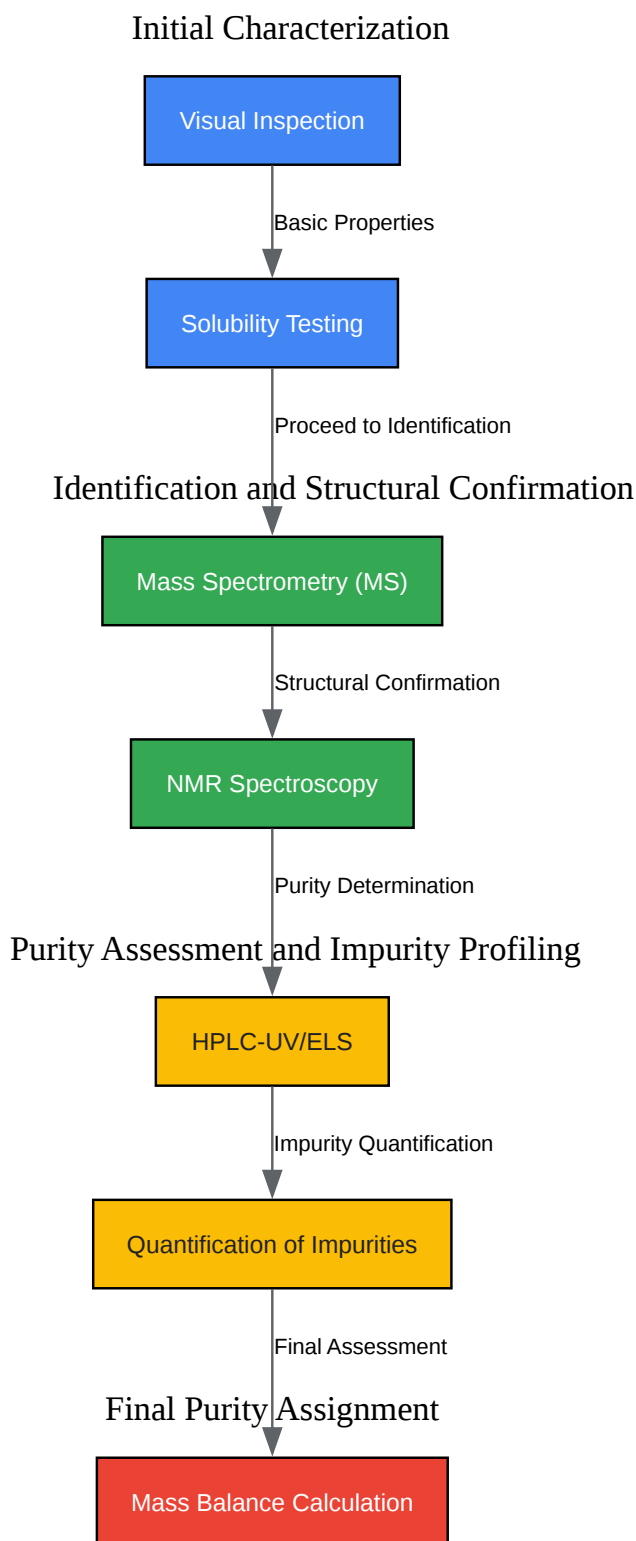 Initial Characterization
Visual Inspection
Basic Properties
Solubility Testing
Proceed to Identification
Identification and Structural Confirmation
Mass Spectrometry (MS)
Structural Confirmation
NMR Spectroscopy
Purity Determination
Purity Assessment and Impurity Profiling
HPLC-UV/ELS
Impurity Quantification
Quantification of Impurities
Final Assessment
Final Purity Assignment
Mass Balance Calculation